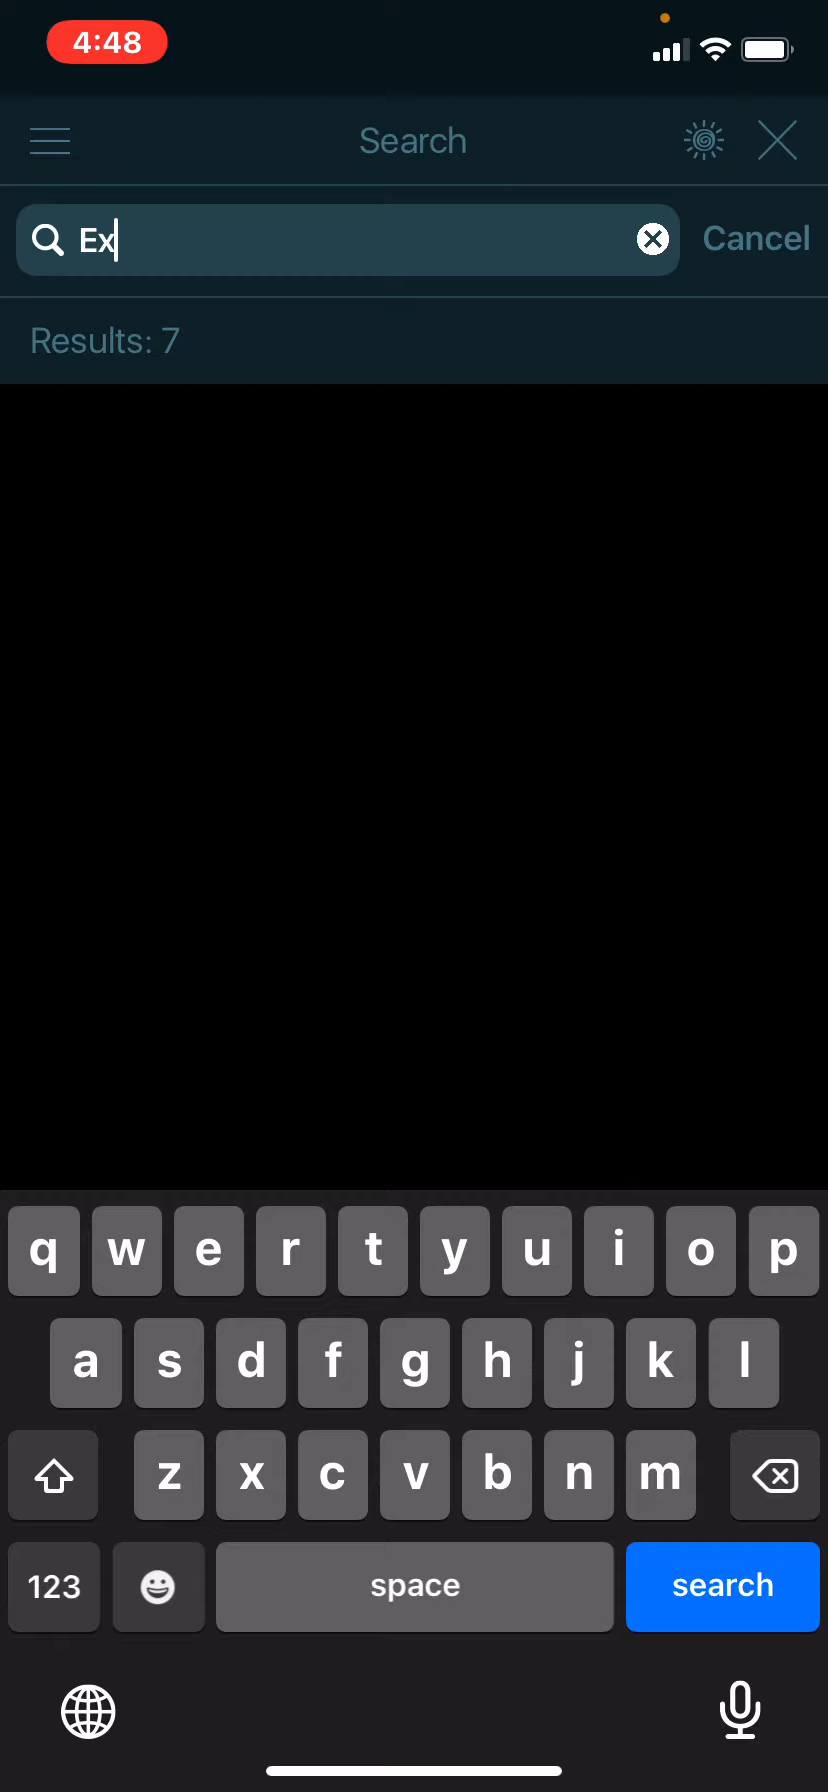 4:48
Search
Ex
Cancel
Results: 7
q w e r t y u i o p
a s d f g h j k l
z x c v b n m
123 space search